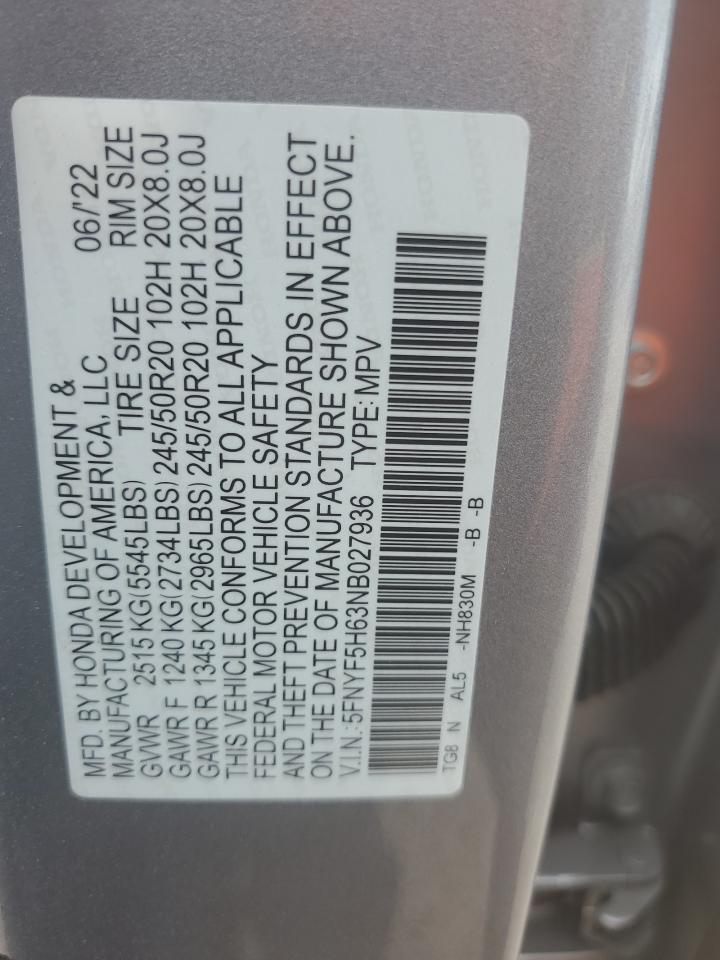 MFD. BY HONDA DEVELOPMENT &
MANUFACTURING OF AMERICA, LLC 06/'22
GVWR 2515 KG(5545LBS) TIRE SIZE RIM SIZE
GAWR F 1240 KG(2734LBS) 245/50R20 102H 20X8.0J
GAWR R 1345 KG(2965LBS) 245/50R20 102H 20X8.0J
THIS VEHICLE CONFORMS TO ALL APPLICABLE
FEDERAL MOTOR VEHICLE SAFETY
AND THEFT PREVENTION STANDARDS IN EFFECT
ON THE DATE OF MANUFACTURE SHOWN ABOVE.
V.I.N.:5FNYF5H63NB027936 TYPE:MPV
TG8 N AL5 -NH830M -B -B